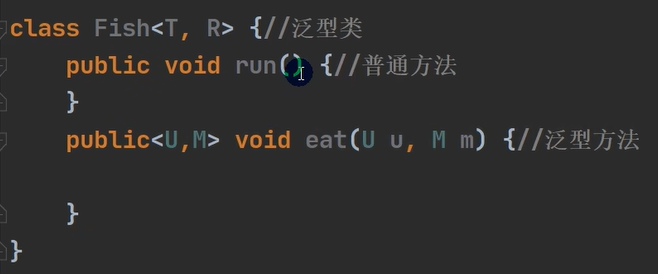 class Fish<T, R> {//泛型类
public void run() {//普通方法
}
public<U,M> void eat(U u, M m) {//泛型方法
}
}